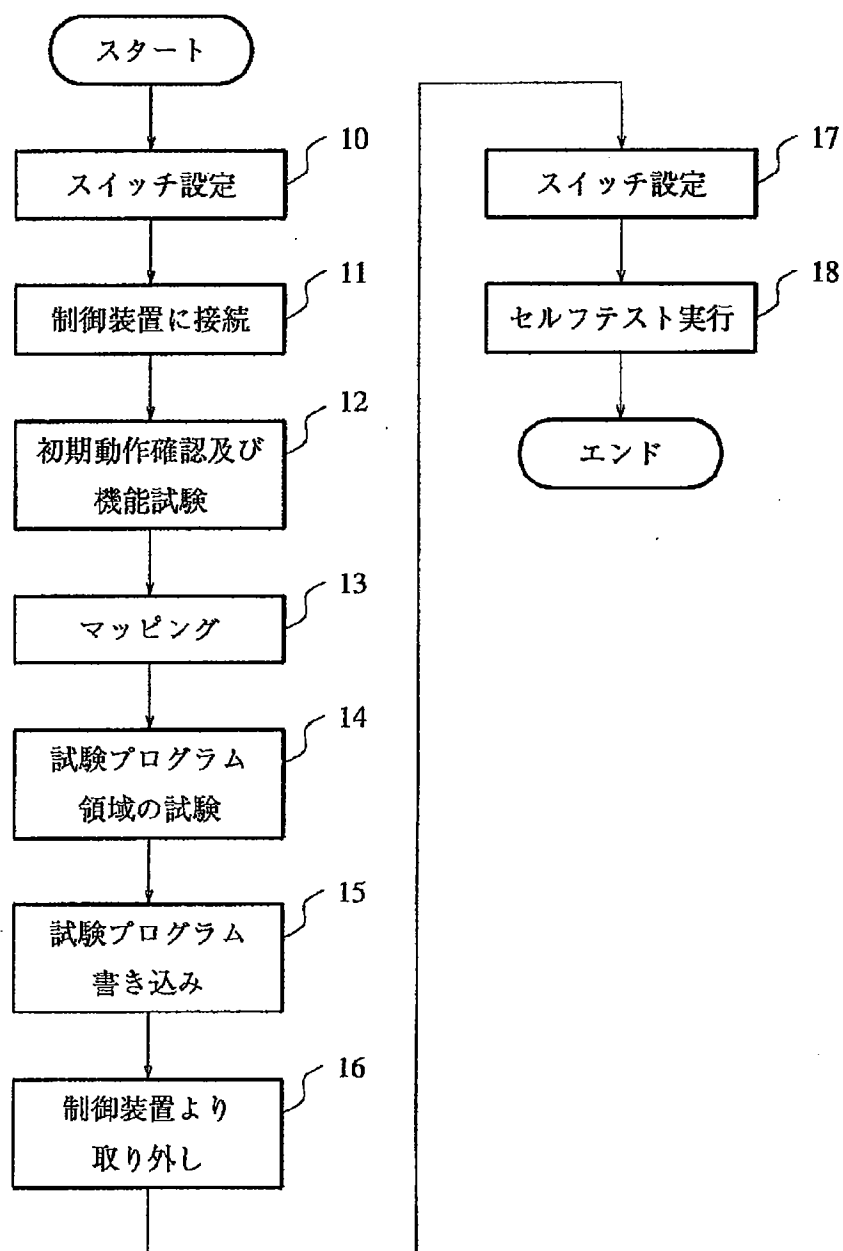 スタート
スイッチ設定
10
制御装置に接続
11
初期動作確認及び
機能試験
12
マッピング
13
試験プログラム
領域の試験
14
試験プログラム
書き込み
15
制御装置より
取り外し
16
スイッチ設定
17
セルフテスト実行
18
エンド